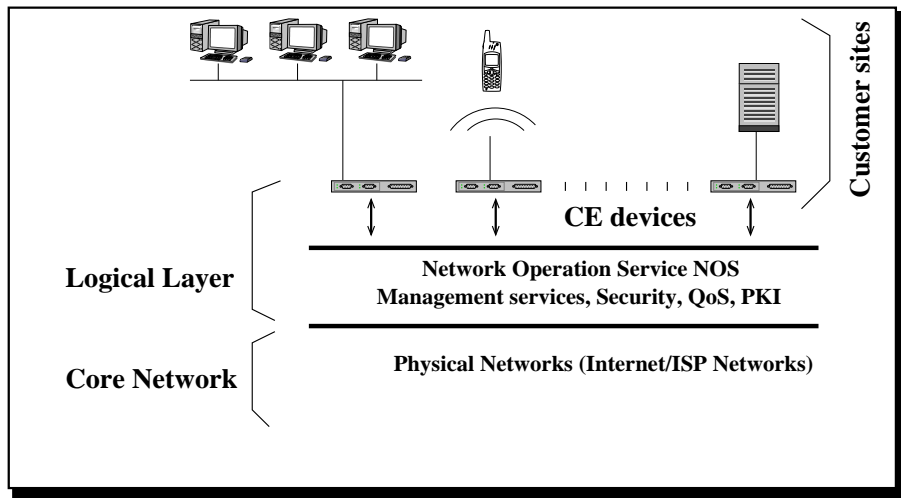 Customer sites
CE devices
Logical Layer
Network Operation Service NOS
Management services, Security, QoS, PKI
Core Network
Physical Networks (Internet/ISP Networks)